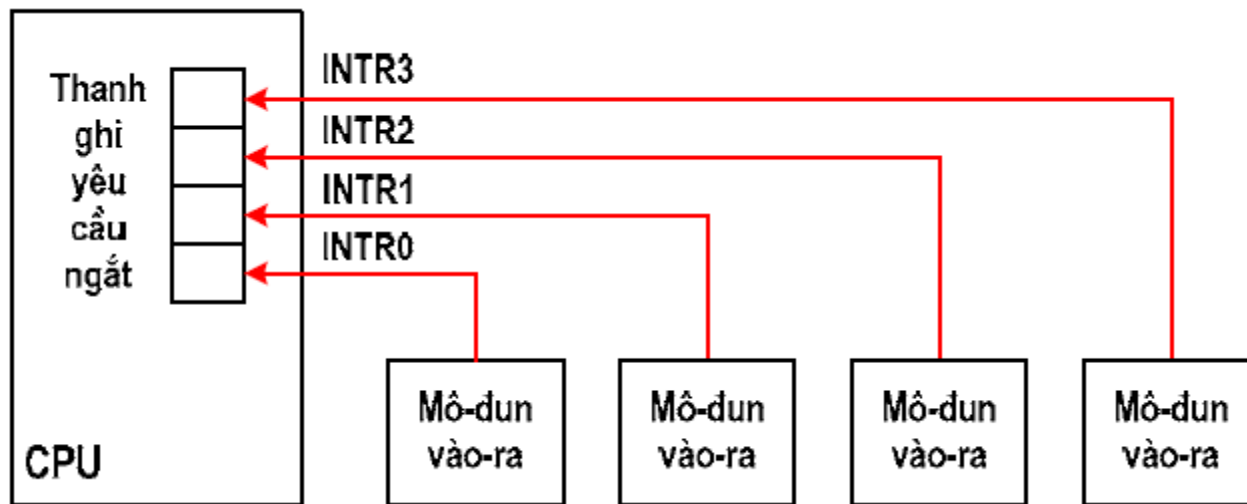 Thanh
ghi
yêu
cầu
ngắt
INTR3
INTR2
INTR1
INTR0
CPU
Mô-đun
vào-ra
Mô-đun
vào-ra
Mô-đun
vào-ra
Mô-đun
vào-ra